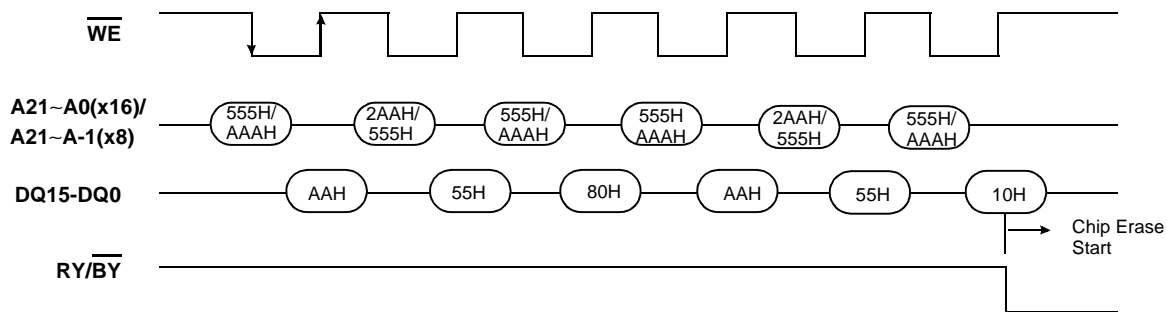 WE
A21~A0(x16)/
A21~A-1(x8)
555H/
AAAH
2AAH/
555H
555H/
AAAH
555H
AAAH
2AAH/
555H
555H/
AAAH
DQ15-DQ0
AAH
55H
80H
AAH
55H
10H
Chip Erase
Start
RY/BY